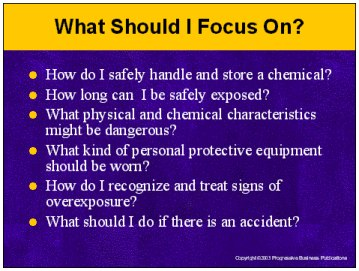 What Should I Focus On?
How do I safely handle and store a chemical?
How long can I be safely exposed?
What physical and chemical characteristics
might be dangerous?
What kind of personal protective equipment
should be worn?
How do I recognize and treat signs of
overexposure?
What should I do if there is an accident?
Copyright ©2003 Progressive Business Publications